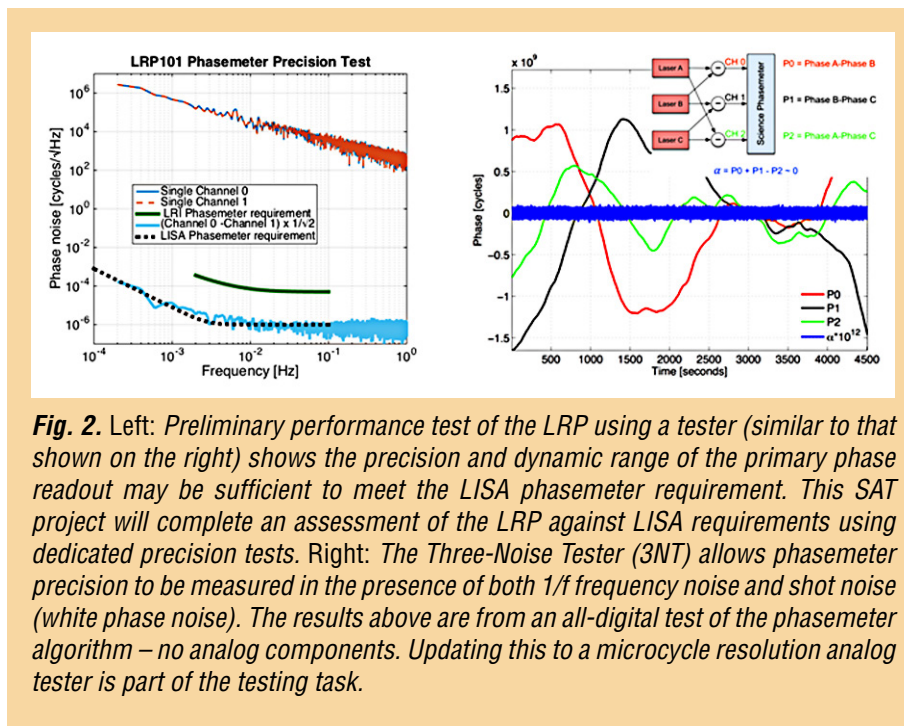 LRP101 Phasemeter Precision Test
Phase noise [cycles/√Hz]
10^6
10^4
10^2
10^0
10^-2
10^-4
10^-6
Single Channel 0
Single Channel 1
LRI Phasemeter requirement
(Channel 0 -Channel 1) x 1/√2
LISA Phasemeter requirement
10^-4
10^-3
10^-2
10^-1
10^0
Frequency [Hz]
× 10^9
Phase [cycles]
1.5
1
0.5
0
−0.5
−1
−1.5
Laser A
Laser B
Laser C
CH 0
CH 1
CH 2
Science Phasemeter
P0 = Phase A-Phase B
P1 = Phase B-Phase C
P2 = Phase A-Phase C
α = P0 + P1 - P2 ~ 0
P0
P1
P2
α*10^12
500 1000 1500 2000 2500 3000 3500 4000 4500
Time [seconds]
Fig. 2. Left: Preliminary performance test of the LRP using a tester (similar to that
shown on the right) shows the precision and dynamic range of the primary phase
readout may be sufficient to meet the LISA phasemeter requirement. This SAT
project will complete an assessment of the LRP against LISA requirements using
dedicated precision tests. Right: The Three-Noise Tester (3NT) allows phasemeter
precision to be measured in the presence of both 1/f frequency noise and shot noise
(white phase noise). The results above are from an all-digital test of the phasemeter
algorithm – no analog components. Updating this to a microcycle resolution analog
tester is part of the testing task.